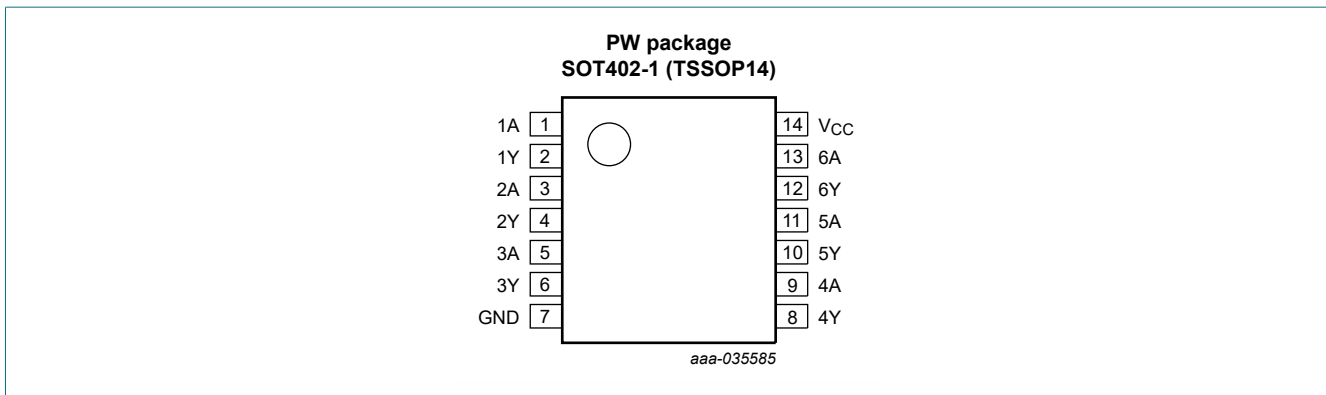 PW package
SOT402-1 (TSSOP14)
1A 1 14 VCC
1Y 2 13 6A
2A 3 12 6Y
2Y 4 11 5A
3A 5 10 5Y
3Y 6 9 4A
GND 7 8 4Y
aaa-035585